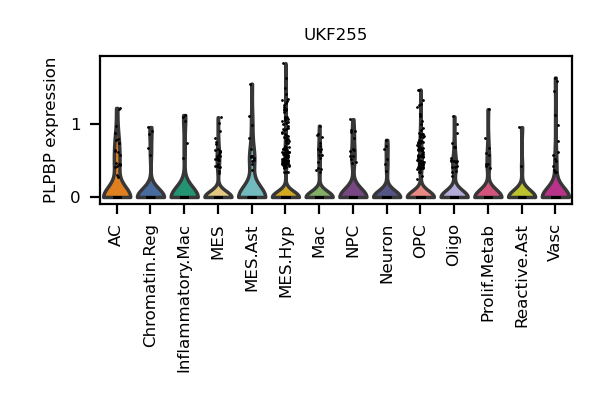 UKF255
PLPBP expression
1
0
AC
Chromatin.Reg
Inflammatory.Mac
MES
MES.Ast
MES.Hyp
Mac
NPC
Neuron
OPC
Oligo
Prolif.Metab
Reactive.Ast
Vasc